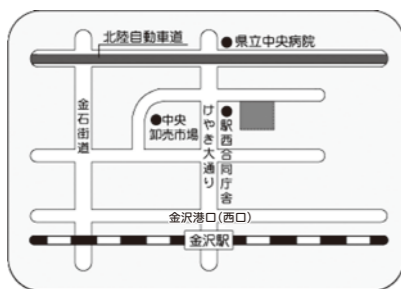 北陸自動車道
●県立中央病院
金石街道
●中央
卸売市場
けやき大通り
●駅西合同庁舎
金沢港口(西口)
金沢駅